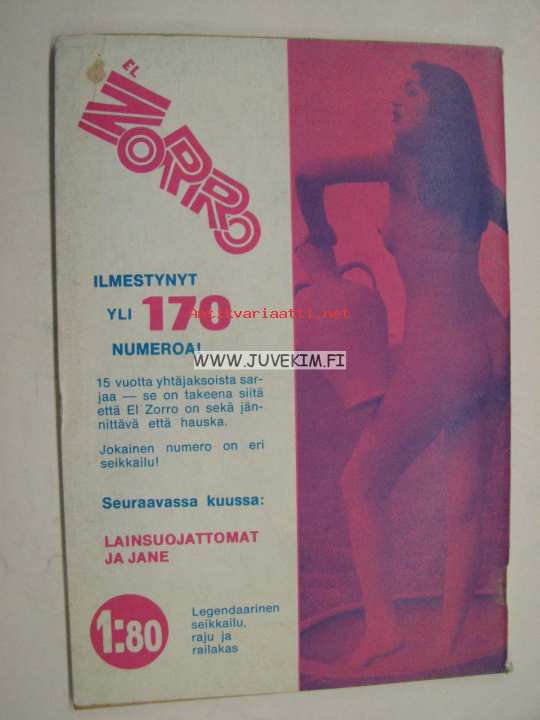 EL
ZORRO
ILMESTYNYT
YLI 170
NUMEROA!
Antikvariaatti.net
WWW.JUVEKIM.FI
15 vuotta yhtäjaksoista sar-
jaa — se on takeena siitä
että El Zorro on sekä jän-
nittävä että hauska.
Jokainen numero on eri
seikkailu!
Seuraavassa kuussa:
LAINSUOJATTOMAT
JA JANE
1:80
Legendaarinen
seikkailu,
raju ja
railakas